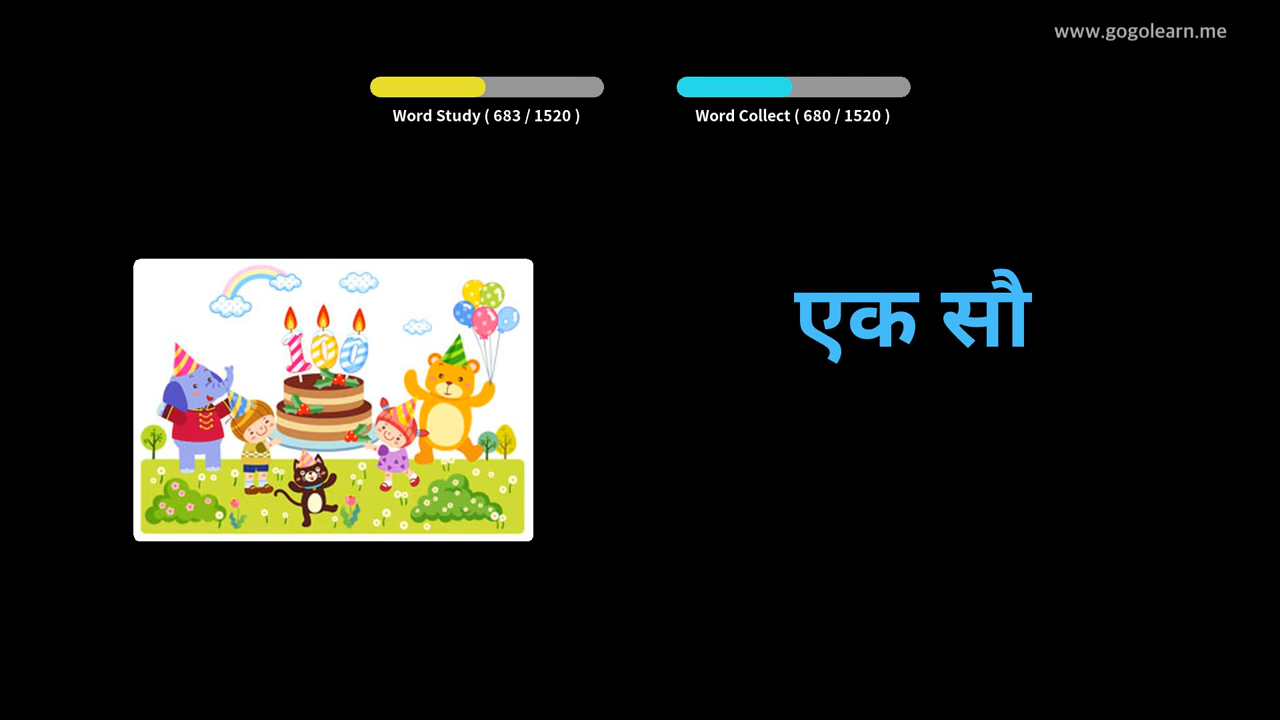 www.gogolearn.me
Word Study ( 683 / 1520 )
Word Collect ( 680 / 1520 )
100
एक सौ